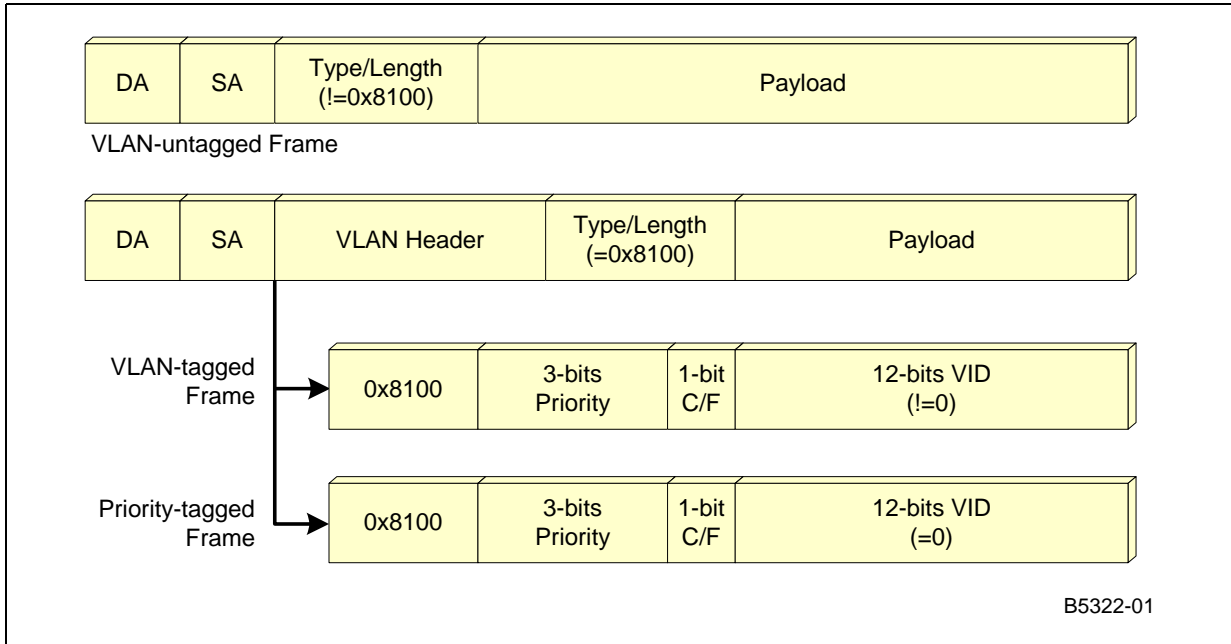 DA
SA
Type/Length
(!=0x8100)
Payload
VLAN-untagged Frame
DA
SA
VLAN Header
Type/Length
(=0x8100)
Payload
VLAN-tagged
Frame
0x8100
3-bits
Priority
1-bit
C/F
12-bits VID
(!=0)
Priority-tagged
Frame
0x8100
3-bits
Priority
1-bit
C/F
12-bits VID
(=0)
B5322-01